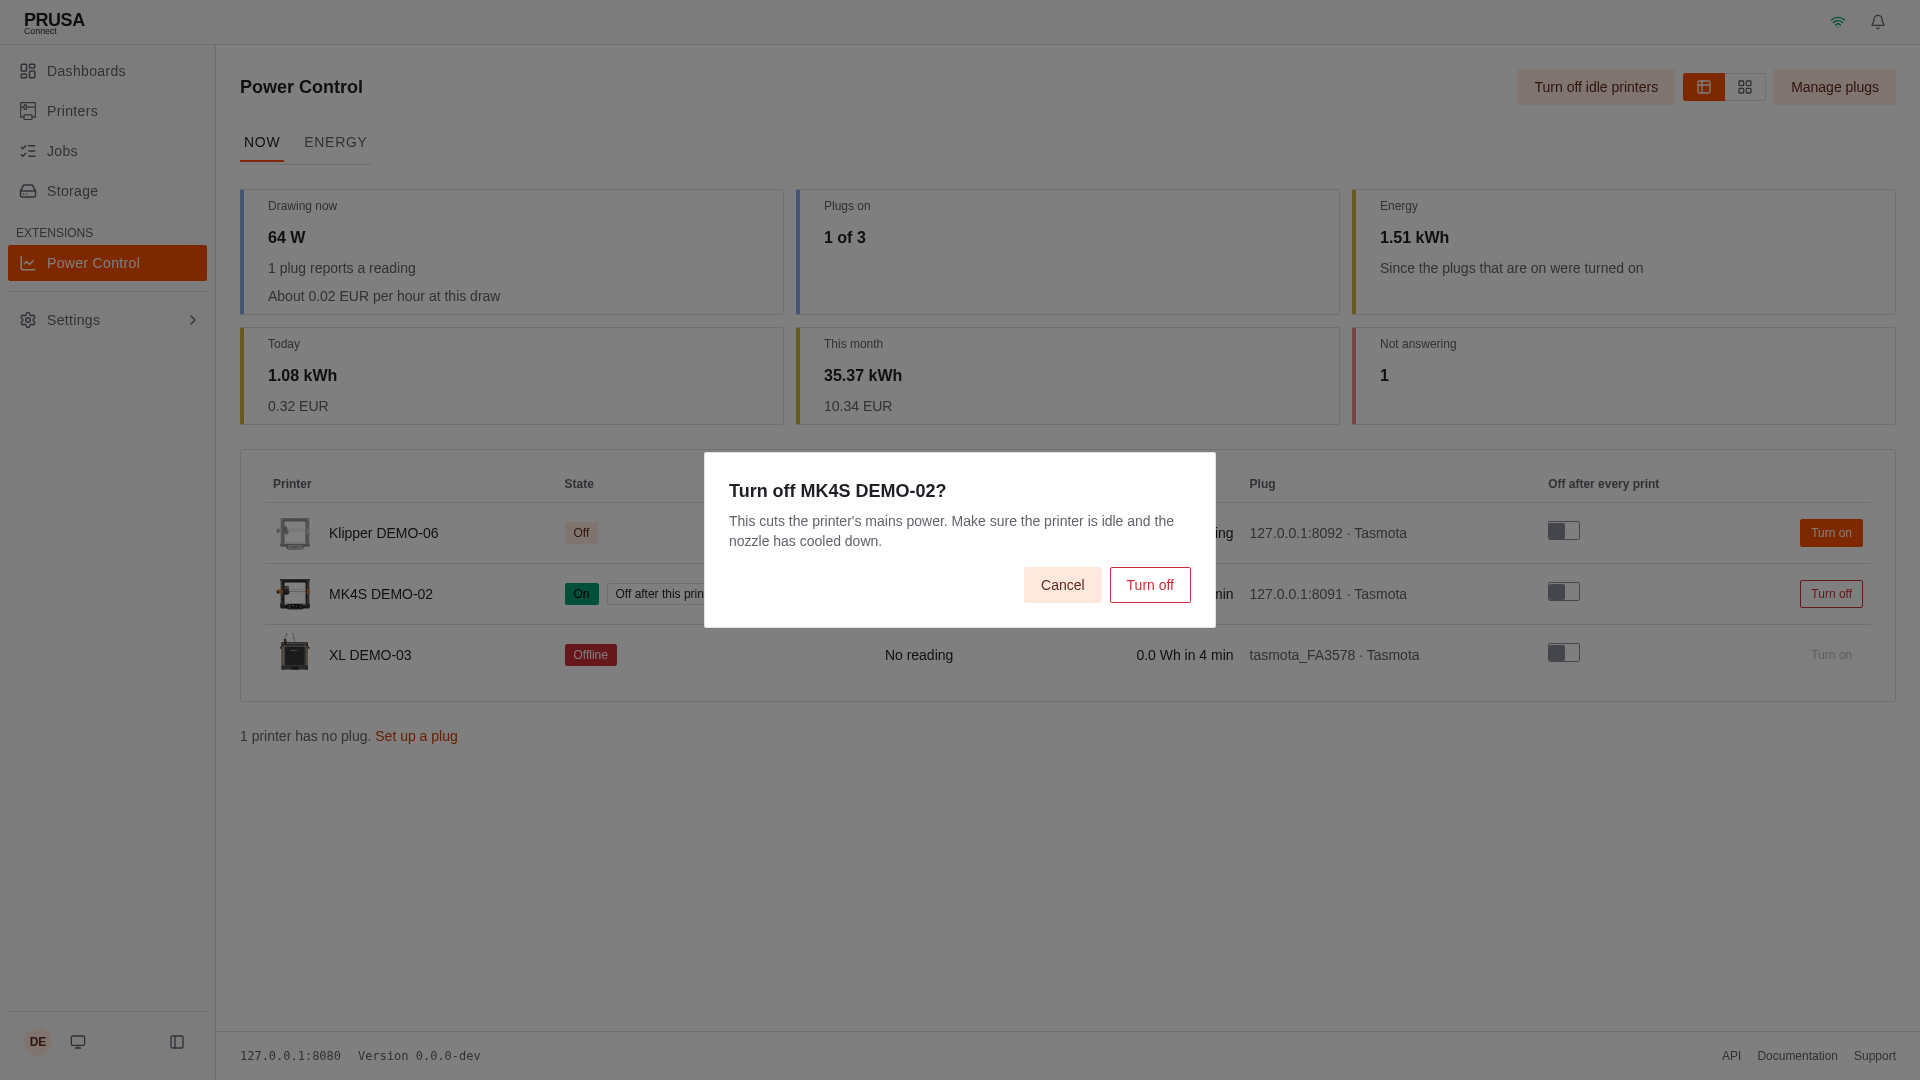 PRUSA
Connect
Dashboards
Printers
Jobs
Storage
EXTENSIONS
Power Control
Settings
Power Control
Turn off idle printers
Manage plugs
NOW ENERGY
Drawing now
64 W
1 plug reports a reading
About 0.02 EUR per hour at this draw
Plugs on
1 of 3
Energy
1.51 kWh
Since the plugs that are on were turned on
Today
1.08 kWh
0.32 EUR
This month
35.37 kWh
10.34 EUR
Not answering
1
Printer State Plug Off after every print
Klipper DEMO-06 Off 127.0.0.1:8092 · Tasmota Turn on
MK4S DEMO-02 On Off after this 127.0.0.1:8091 · Tasmota Turn off
XL DEMO-03 Offline No reading 0.0 Wh in 4 min tasmota_FA3578 · Tasmota Turn on
Turn off MK4S DEMO-02?
This cuts the printer's mains power. Make sure the printer is idle and the
nozzle has cooled down.
Cancel Turn off
1 printer has no plug. Set up a plug
DE
127.0.0.1:8080 Version 0.0.0-dev
API Documentation Support